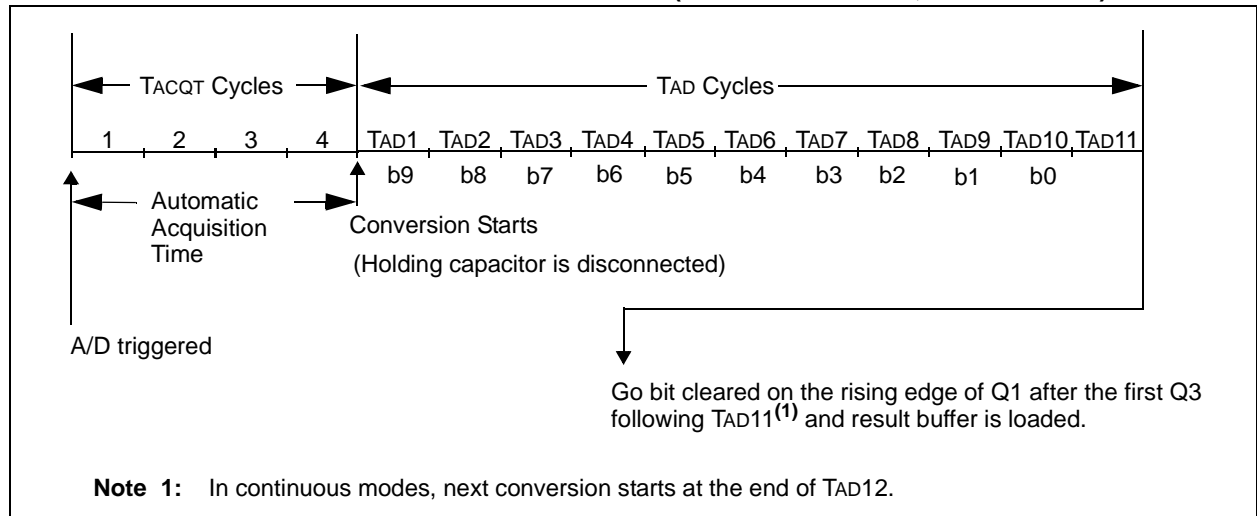 TACQT Cycles
TAD Cycles
1 2 3 4 TAD1 TAD2 TAD3 TAD4 TAD5 TAD6 TAD7 TAD8 TAD9 TAD10 TAD11
b9 b8 b7 b6 b5 b4 b3 b2 b1 b0
Automatic
Acquisition
Time
Conversion Starts
(Holding capacitor is disconnected)
A/D triggered
Go bit cleared on the rising edge of Q1 after the first Q3
following TAD11(1) and result buffer is loaded.
Note 1: In continuous modes, next conversion starts at the end of TAD12.